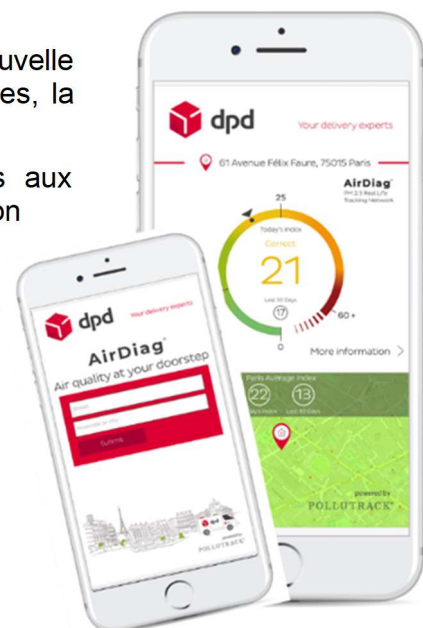 uvelle
es, la
s aux
on
dpd
Your delivery experts
61 Avenue Félix Faure, 75015 Paris
AirDiag
PM 2.5 Real Life
Tracking Network
25
Today's Index
Correct
21
Last 30 Days
17
60 +
0
More information >
Paris Average Index
22 13
Last 30 Days
powered by
POLLUTRACK
dpd
Your delivery experts
AirDiag
Air quality at your doorstep
Submit
dpd
powered by
POLLUTRACK